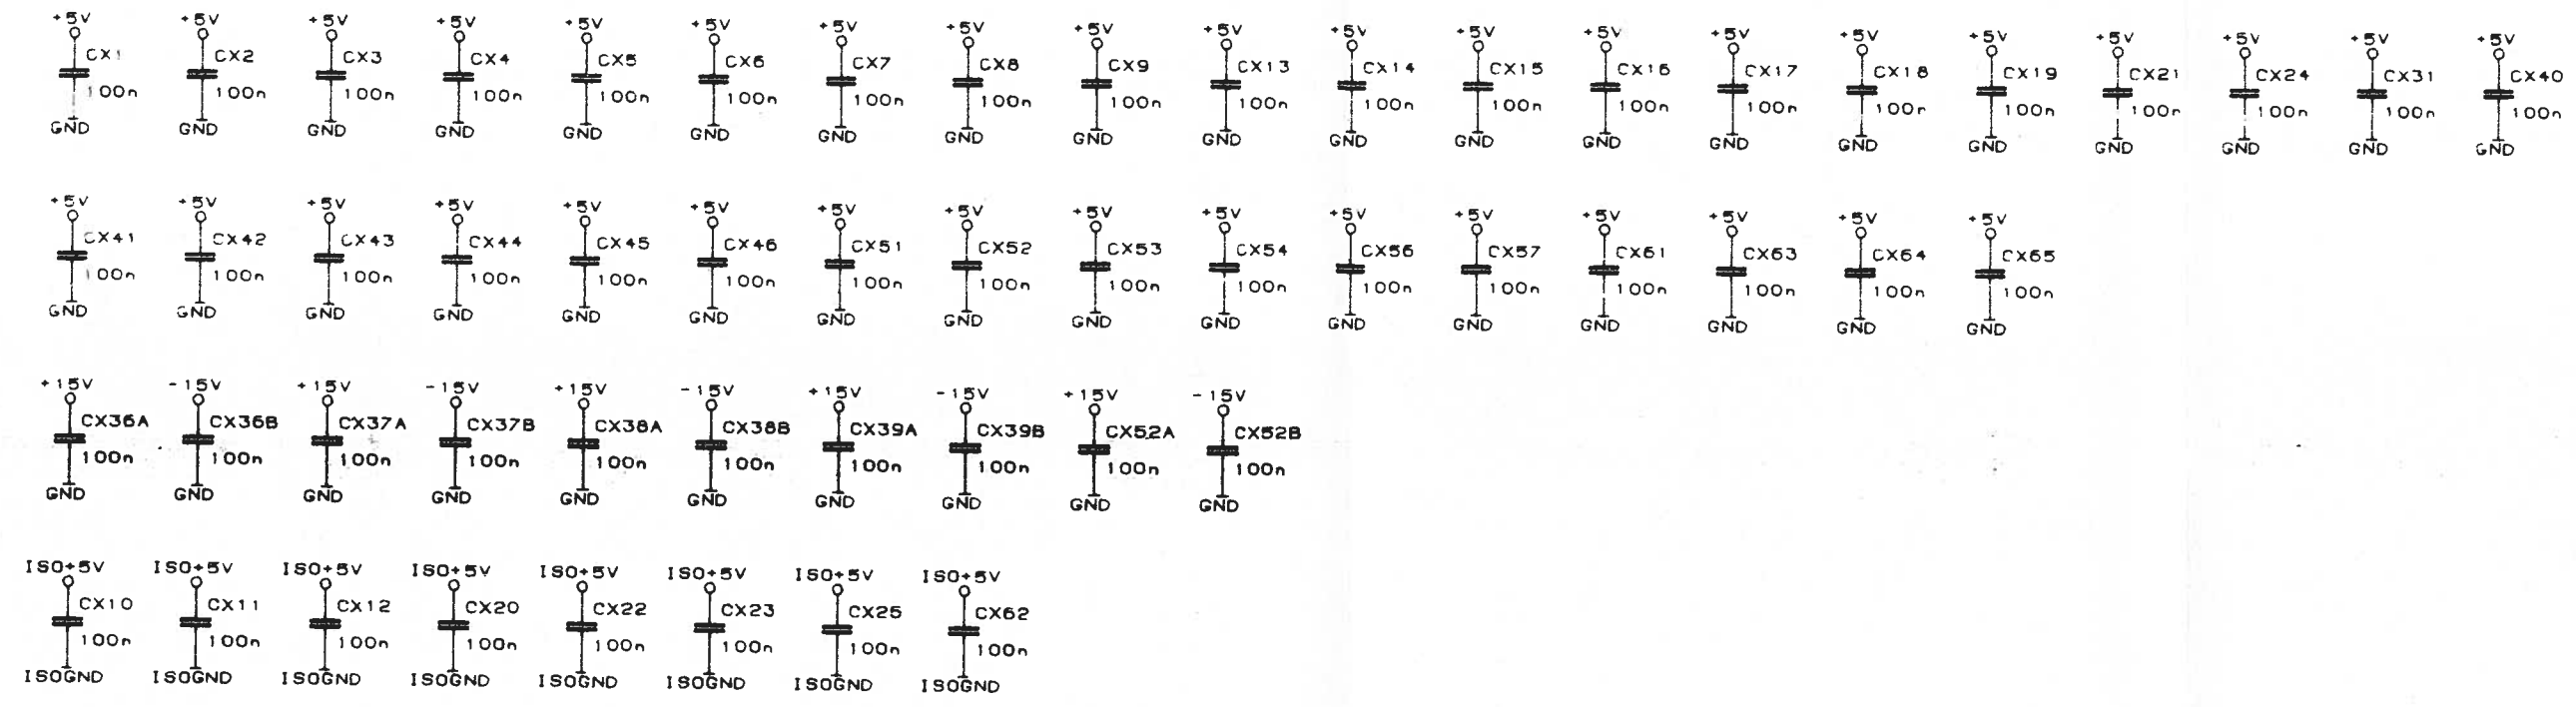 +5V +5V +5V +5V +5V +5V +5V +5V +5V +5V +5V +5V +5V +5V +5V +5V +5V +5V +5V +5V
CX1 CX2 CX3 CX4 CX5 CX6 CX7 CX8 CX9 CX13 CX14 CX15 CX16 CX17 CX18 CX19 CX21 CX24 CX31 CX40
100n 100n 100n 100n 100n 100n 100n 100n 100n 100n 100n 100n 100n 100n 100n 100n 100n 100n 100n 100n
GND GND GND GND GND GND GND GND GND GND GND GND GND GND GND GND GND GND GND GND
+5V +5V +5V +5V +5V +5V +5V +5V +5V +5V +5V +5V +5V +5V +5V +5V
CX41 CX42 CX43 CX44 CX45 CX46 CX51 CX52 CX53 CX54 CX56 CX57 CX61 CX63 CX64 CX65
100n 100n 100n 100n 100n 100n 100n 100n 100n 100n 100n 100n 100n 100n 100n 100n
GND GND GND GND GND GND GND GND GND GND GND GND GND GND GND GND
+15V -15V +15V -15V +15V -15V +15V -15V +15V -15V
CX36A CX36B CX37A CX37B CX38A CX38B CX39A CX39B CX52A CX52B
100n 100n 100n 100n 100n 100n 100n 100n 100n 100n
GND GND GND GND GND GND GND GND GND GND
ISO+5V ISO+5V ISO+5V ISO+5V ISO+5V ISO+5V ISO+5V ISO+5V
CX10 CX11 CX12 CX20 CX22 CX23 CX25 CX62
100n 100n 100n 100n 100n 100n 100n 100n
ISOGND ISOGND ISOGND ISOGND ISOGND ISOGND ISOGND ISOGND